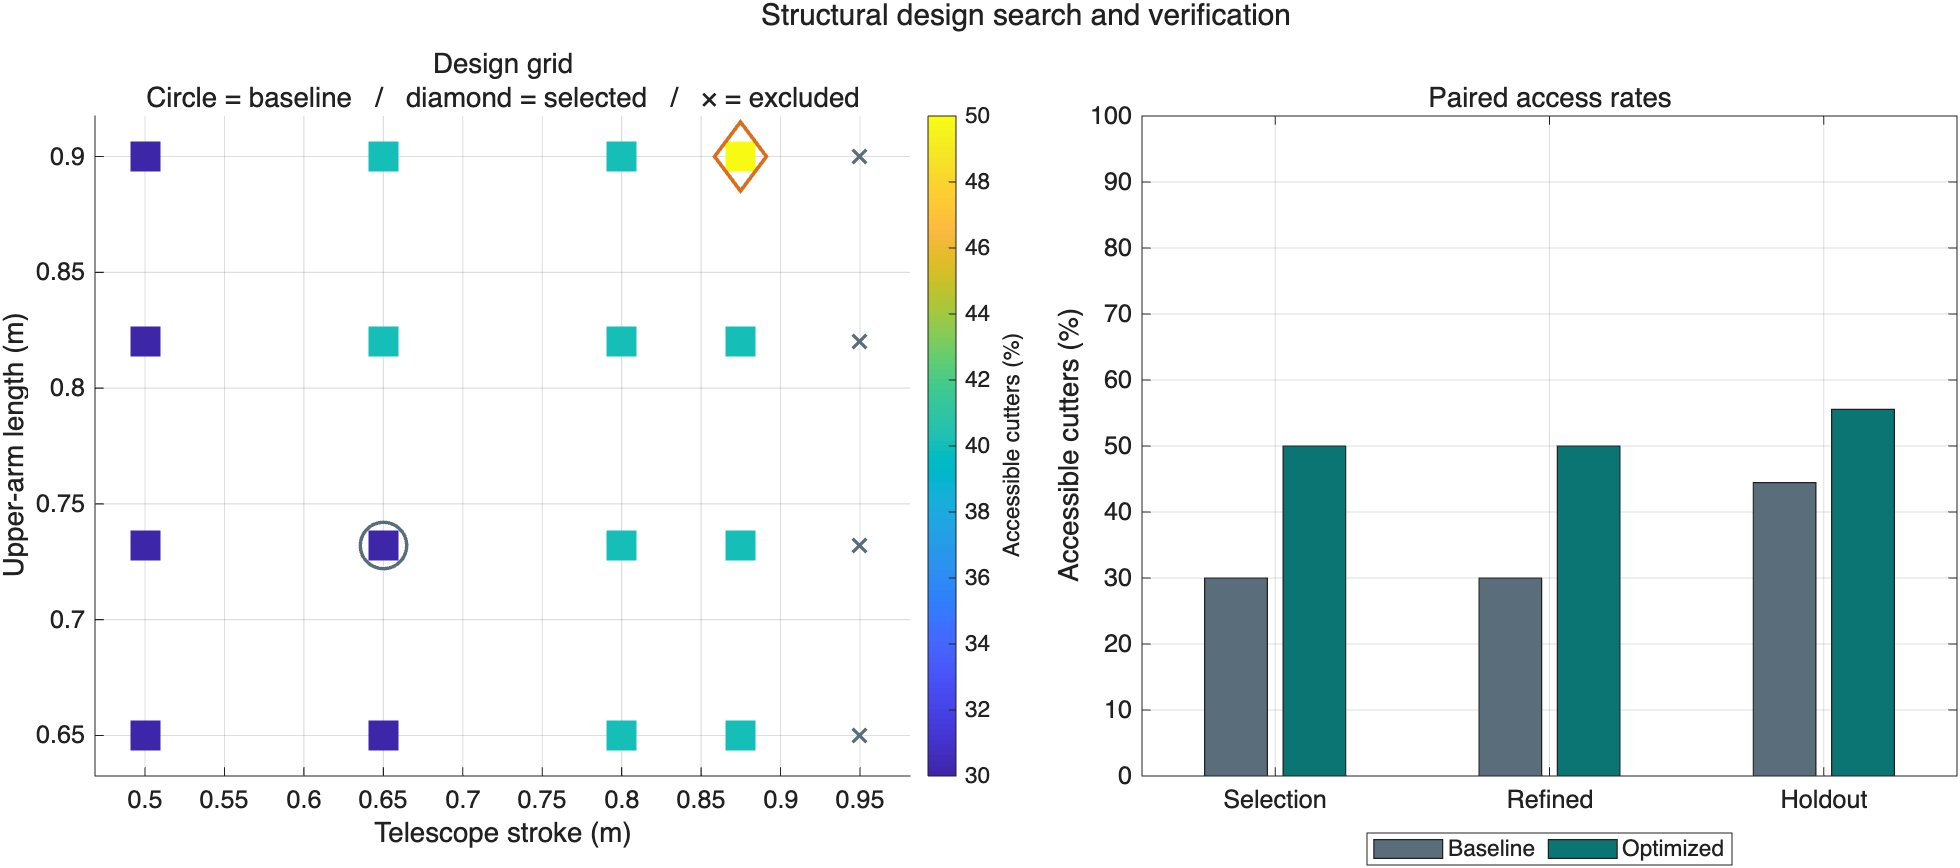 Structural design search and verification
Design grid
Circle = baseline / diamond = selected / × = excluded
Upper-arm length (m)
0.9
0.85
0.8
0.75
0.7
0.65
0.5 0.55 0.6 0.65 0.7 0.75 0.8 0.85 0.9 0.95
Telescope stroke (m)
50
48
46
44
42
40
38
36
34
32
30
Accessible cutters (%)
Paired access rates
Accessible cutters (%)
100
90
80
70
60
50
40
30
20
10
0
Selection Refined Holdout
Baseline Optimized